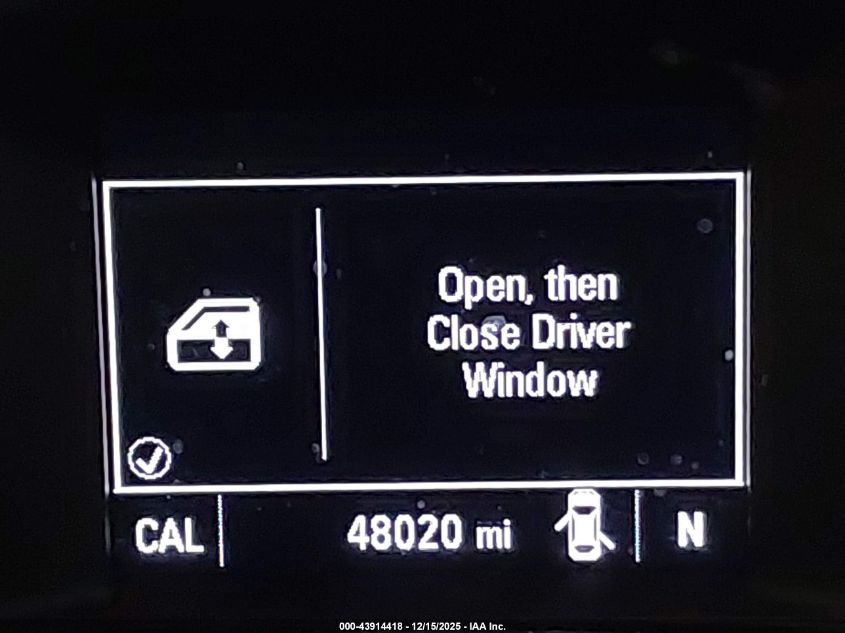 Open, then
Close Driver
Window
CAL
48020 mi
N
000-43914418 - 12/15/2025 - IAA Inc.